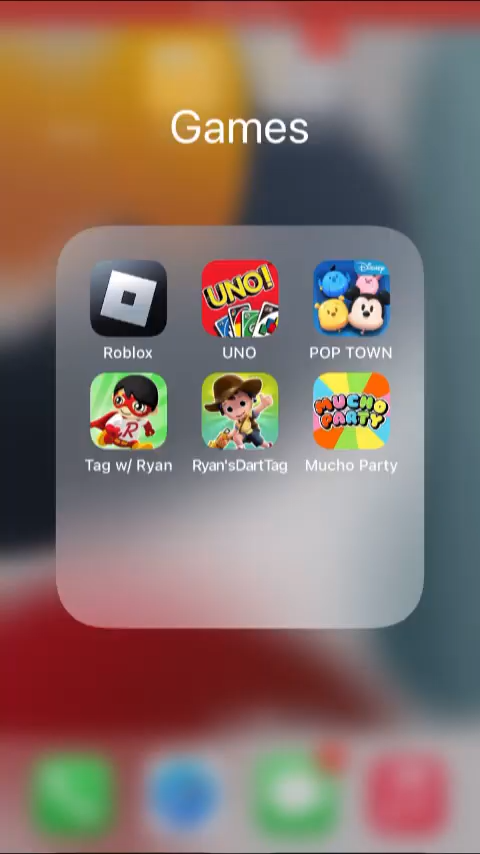 Games
UNO!
Disney
Roblox
UNO
POP TOWN
R
MUCHO
PARTY
Tag w/ Ryan
Ryan'sDartTag
Mucho Party